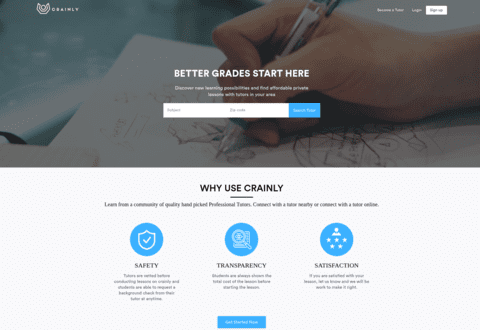 CRAINLY
Become a Tutor Login Sign up
BETTER GRADES START HERE
Discover new learning possibilities and find affordable private
lessons with tutors in your area
Subject Zip code Search Tutor
WHY USE CRAINLY
Learn from a community of quality hand picked Professional Tutors. Connect with a tutor nearby or connect with a tutor online.
SAFETY
Tutors are vetted before
conducting lessons on crainly and
students are able to request a
background check from their
tutor at anytime.
TRANSPARENCY
Students are always shown the
total cost of the lesson before
starting the lesson.
SATISFACTION
If you are satisfied with your
lesson, let us know and we will be
work to make it right.
Get Started Now